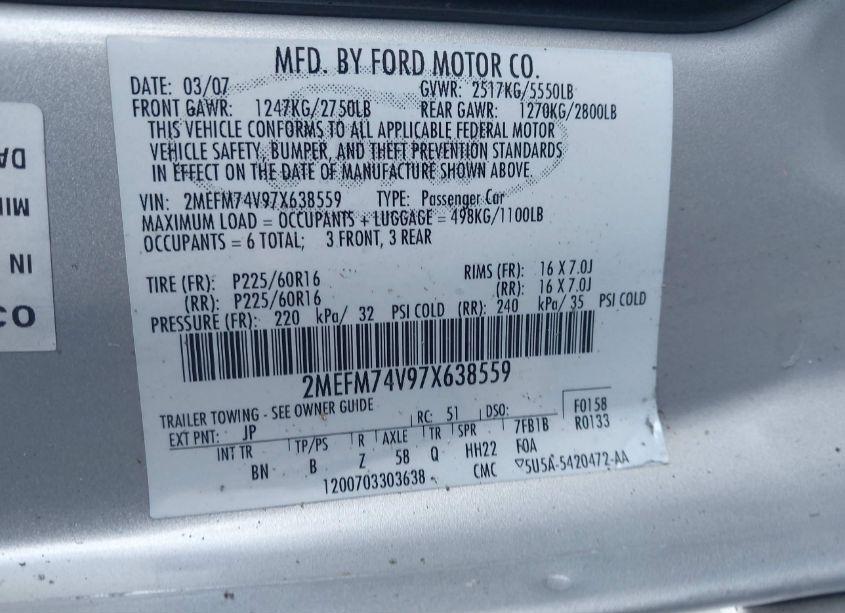 MFD. BY FORD MOTOR CO.
DATE: 03/07 GVWR: 2517KG/5550LB
FRONT GAWR: 1247KG/2750LB REAR GAWR: 1270KG/2800LB
THIS VEHICLE CONFORMS TO ALL APPLICABLE FEDERAL MOTOR
VEHICLE SAFETY, BUMPER, AND THEFT PREVENTION STANDARDS
IN EFFECT ON THE DATE OF MANUFACTURE SHOWN ABOVE.
VIN: 2MEFM74V97X638559 TYPE: Passenger Car
MAXIMUM LOAD = OCCUPANTS + LUGGAGE = 498KG/1100LB
OCCUPANTS = 6 TOTAL; 3 FRONT, 3 REAR
TIRE (FR): P225/60R16 RIMS (FR): 16 X 7.0J
(RR): P225/60R16 (RR): 16 X 7.0J
PRESSURE (FR): 220 kPa/ 32 PSI COLD (RR): 240 kPa/ 35 PSI COLD
2MEFM74V97X638559
TRAILER TOWING - SEE OWNER GUIDE
EXT PNT: JP RC: 51 DSO: F0158
R0133
INT TR TP/PS R AXLE TR SPR 7FB1B
BN B Z 5B Q HH22 FOA
1200703303638 CMC ▽5U5A-5420472-AA
DA
MI
IN
CO